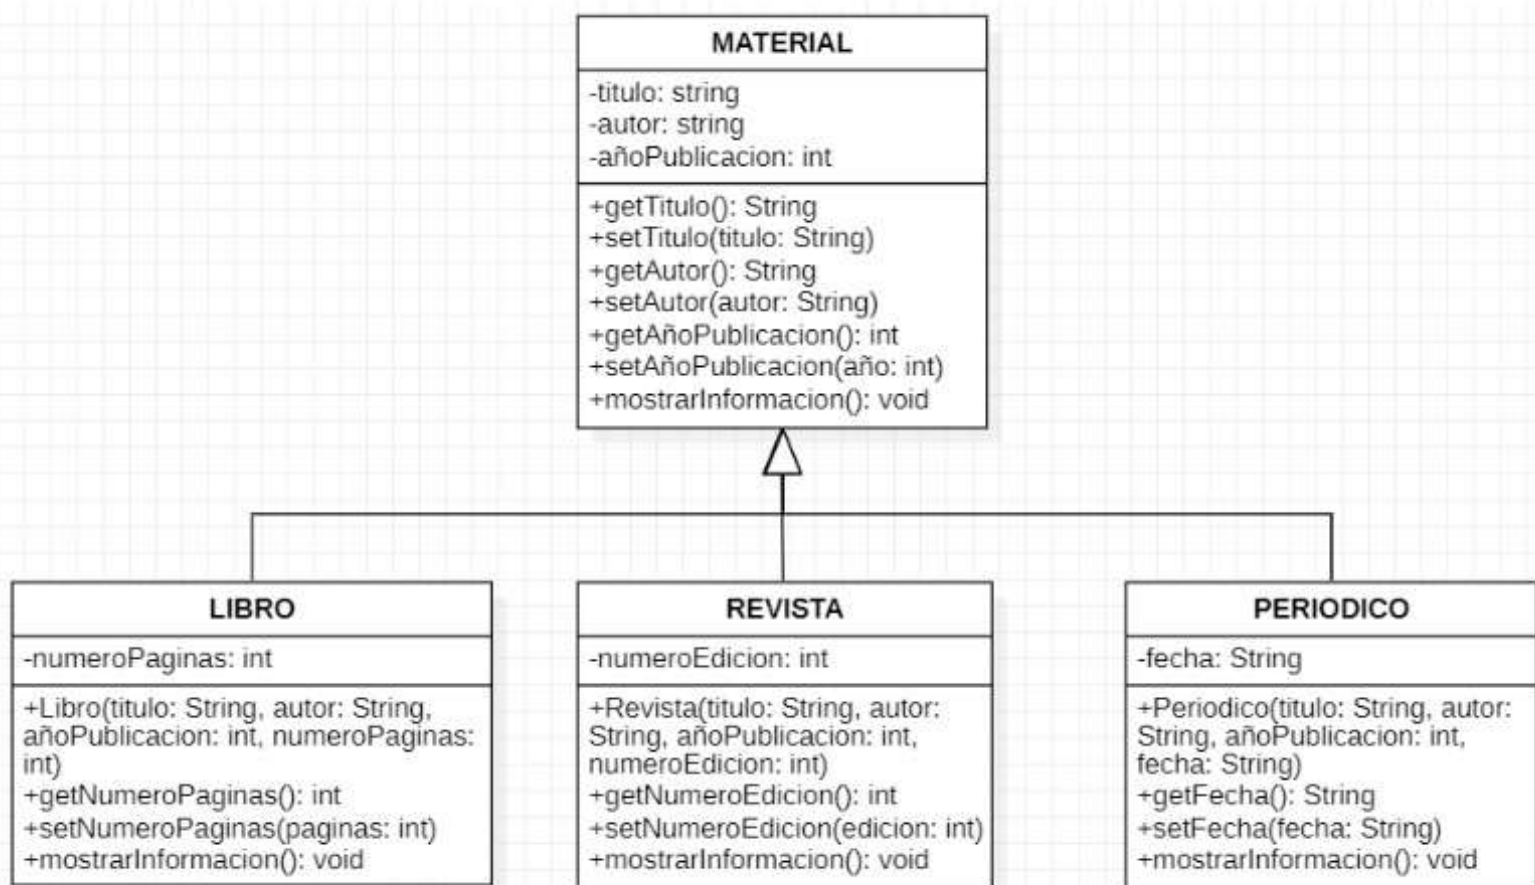 MATERIAL
-titulo: string
-autor: string
-añoPublicacion: int
+getTitulo(): String
+setTitulo(titulo: String)
+getAutor(): String
+setAutor(autor: String)
+getAñoPublicacion(): int
+setAñoPublicacion(año: int)
+mostrarInformacion(): void
LIBRO
-numeroPaginas: int
+Libro(titulo: String, autor: String,
añoPublicacion: int, numeroPaginas:
int)
+getNumeroPaginas(): int
+setNumeroPaginas(paginas: int)
+mostrarInformacion(): void
REVISTA
-numeroEdicion: int
+Revista(titulo: String, autor:
String, añoPublicacion: int,
numeroEdicion: int)
+getNumeroEdicion(): int
+setNumeroEdicion(edicion: int)
+mostrarInformacion(): void
PERIODICO
-fecha: String
+Periodico(titulo: String, autor:
String, añoPublicacion: int,
fecha: String)
+getFecha(): String
+setFecha(fecha: String)
+mostrarInformacion(): void